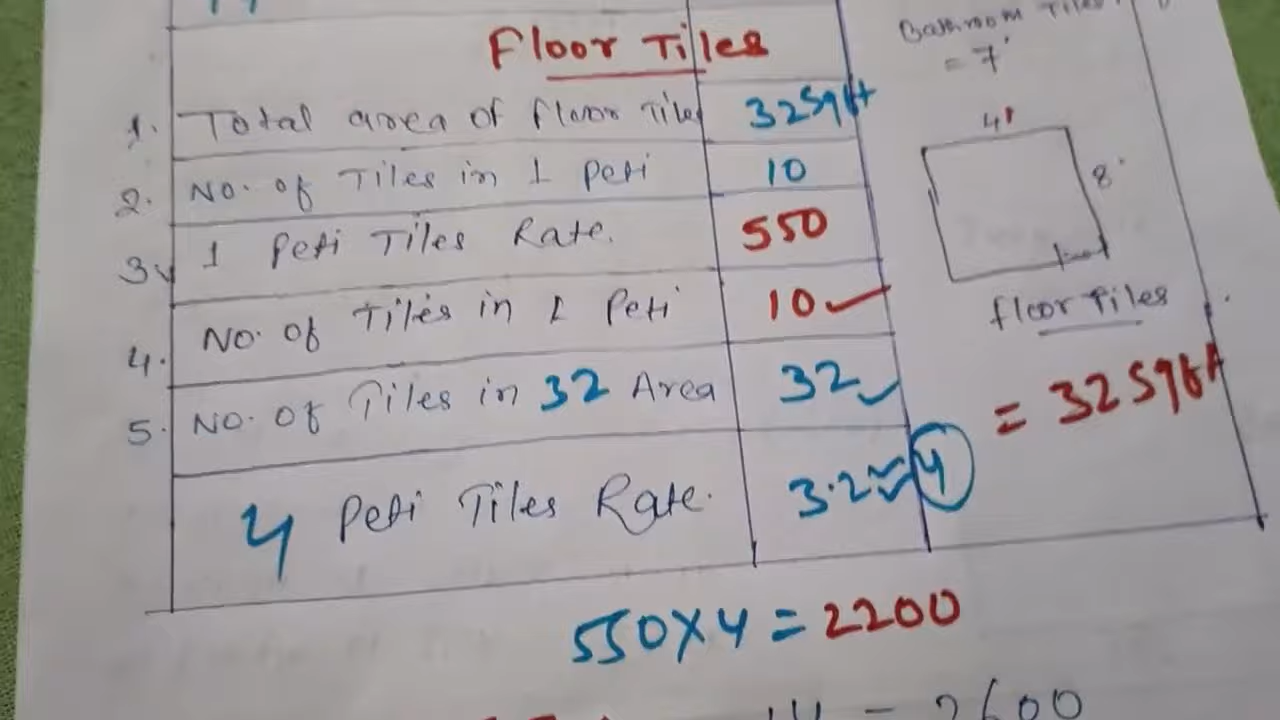 Floor Tiles
1. Total area of floor Tiles 32 sqft
2. No. of Tiles in 1 Peti 10
3. 1 Peti Tiles Rate. 550
4. No. of Tiles in 1 Peti 10 ✓
5. No. of Tiles in 32 Area 32 ✓
4 Peti Tiles Rate. 3.2 ≈ 4
550 X 4 = 2200
Bathroom Tiles
= 7'
4'
8'
floor Tiles
= 32 sqft
= 2600